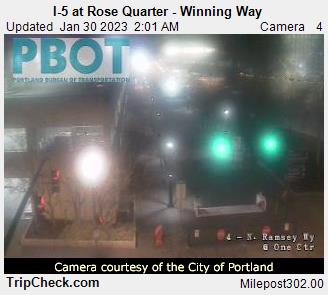 I-5 at Rose Quarter - Winning Way
Updated Jan 30 2023 2:01 AM Camera 4
PBOT
PORTLAND BUREAU OF TRANSPORTATION
4 - N. Ramsey Wy
@ One Ctr
Camera courtesy of the City of Portland
TripCheck.com Milepost302.00